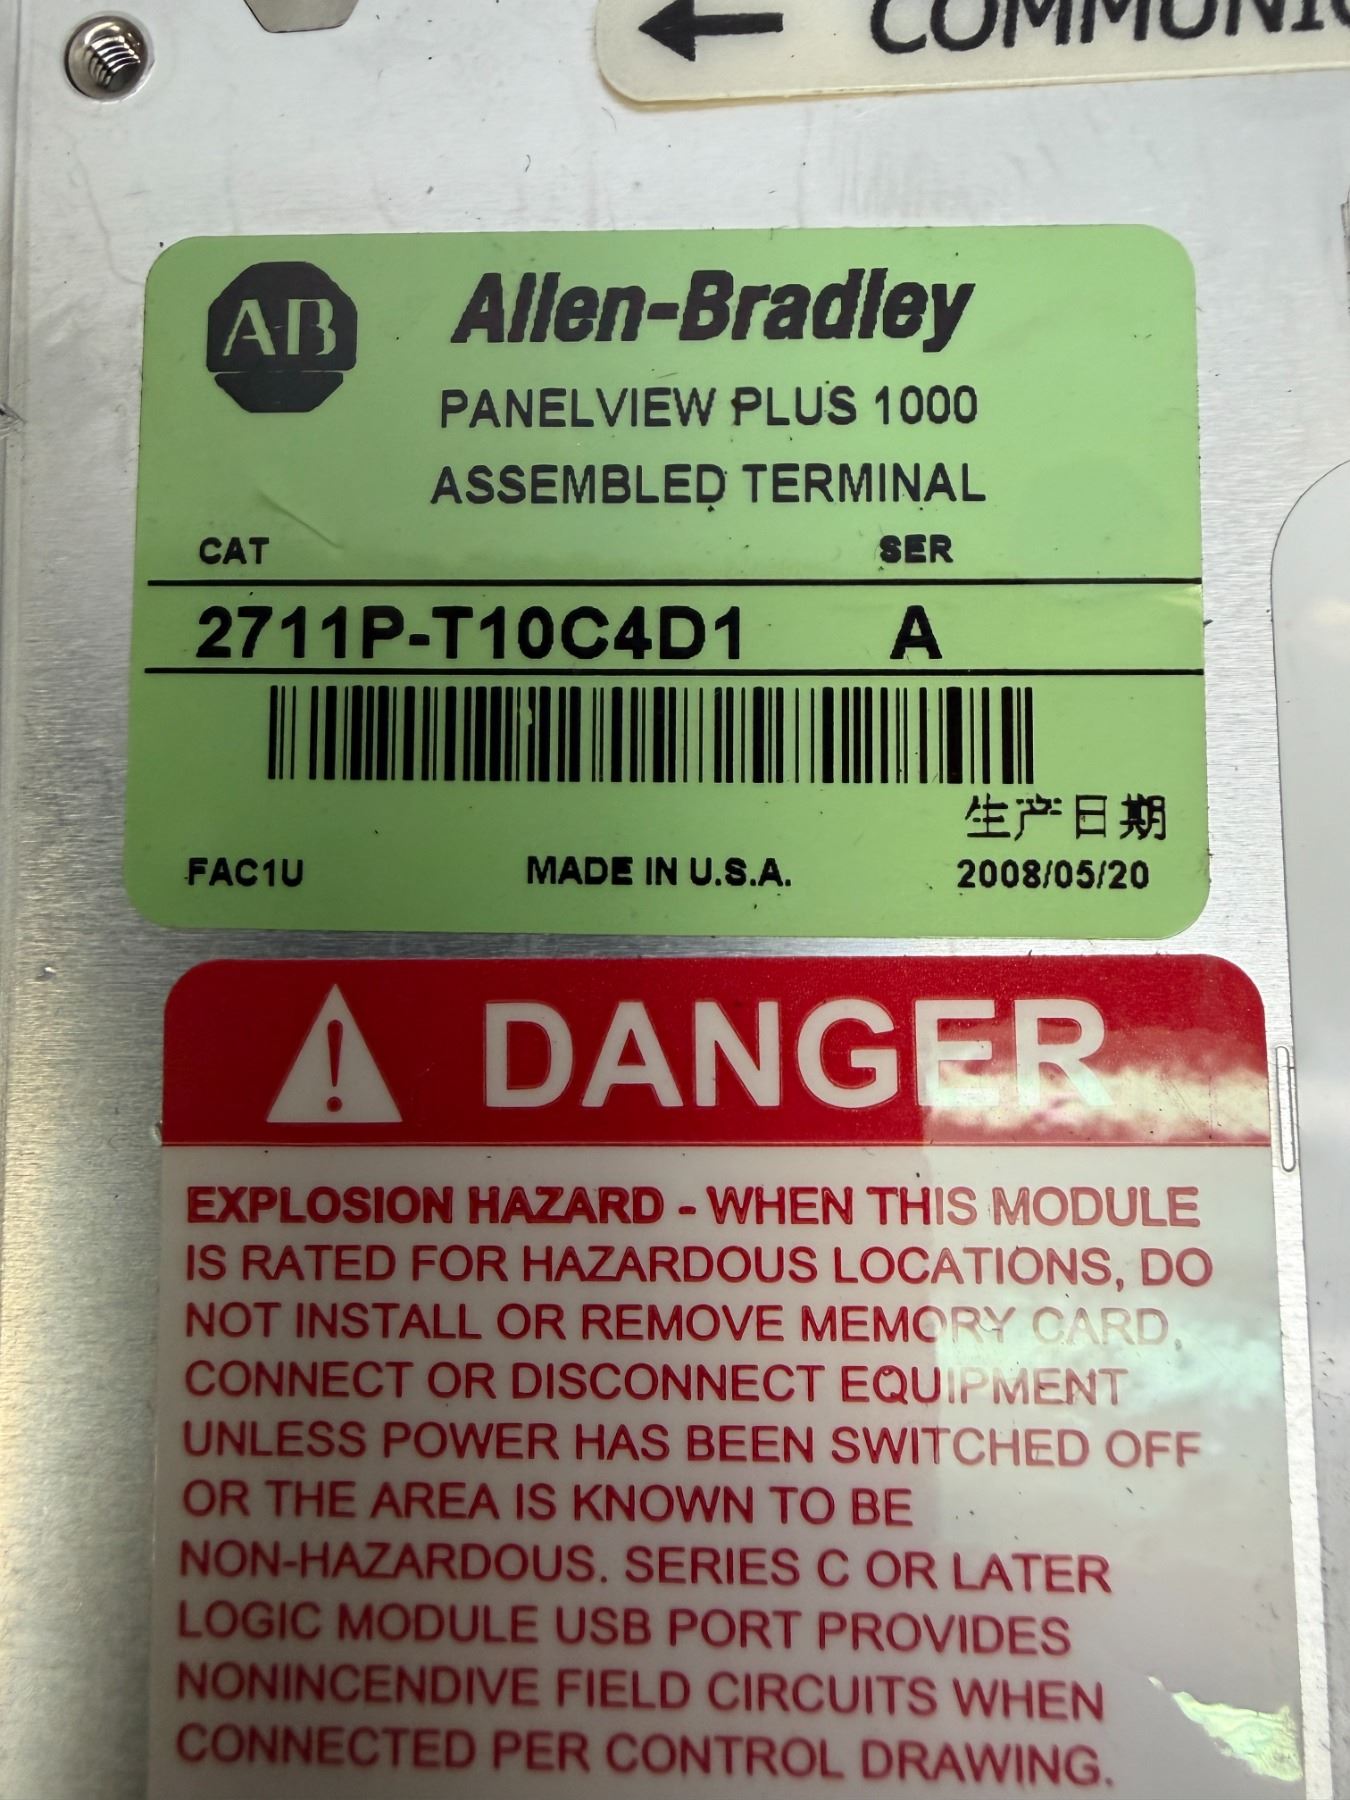 COMMUNIC
AB Allen-Bradley
PANELVIEW PLUS 1000
ASSEMBLED TERMINAL
CAT SER
2711P-T10C4D1 A
生产日期
FAC1U MADE IN U.S.A. 2008/05/20
DANGER
EXPLOSION HAZARD - WHEN THIS MODULE
IS RATED FOR HAZARDOUS LOCATIONS, DO
NOT INSTALL OR REMOVE MEMORY CARD,
CONNECT OR DISCONNECT EQUIPMENT
UNLESS POWER HAS BEEN SWITCHED OFF
OR THE AREA IS KNOWN TO BE
NON-HAZARDOUS. SERIES C OR LATER
LOGIC MODULE USB PORT PROVIDES
NONINCENDIVE FIELD CIRCUITS WHEN
CONNECTED PER CONTROL DRAWING.